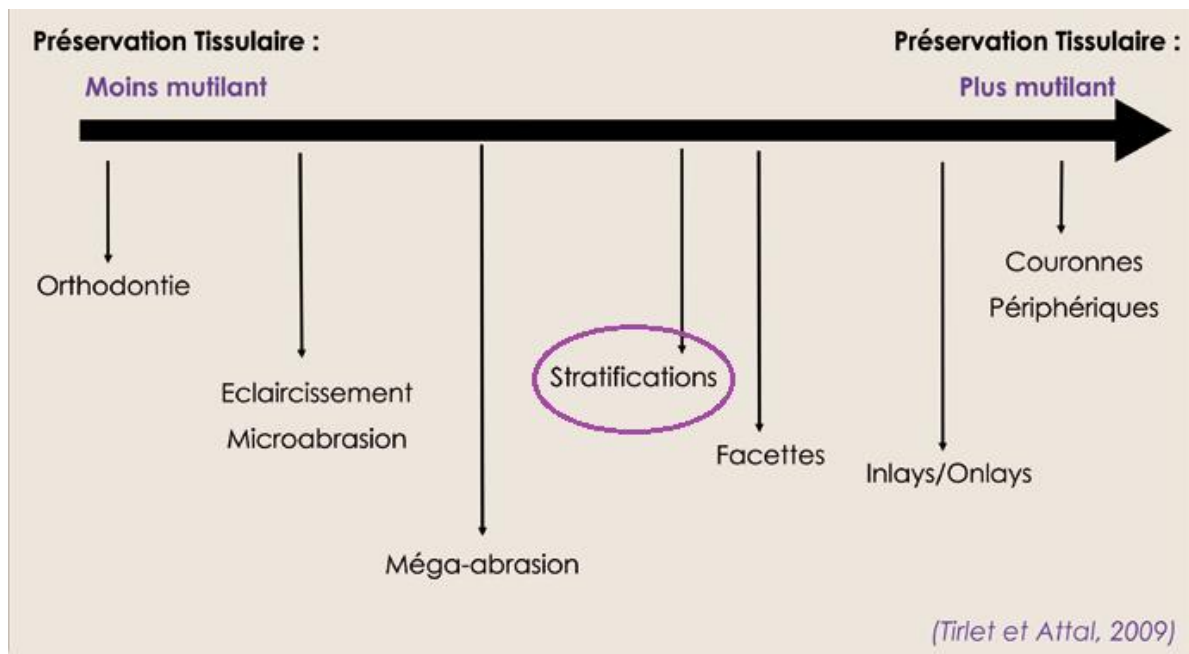 Préservation Tissulaire :
Moins mutilant
Préservation Tissulaire :
Plus mutilant
Orthodontie
Eclaircissement
Microabrasion
Méga-abrasion
Stratifications
Facettes
Inlays/Onlays
Couronnes
Périphériques
(Tirlet et Attal, 2009)